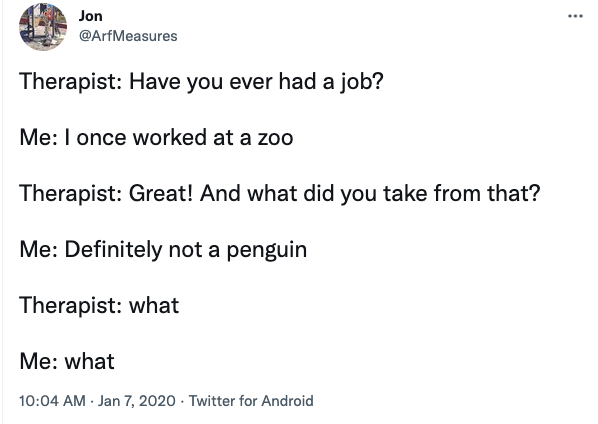 Jon
@ArfMeasures
Therapist: Have you ever had a job?
Me: I once worked at a zoo
Therapist: Great! And what did you take from that?
Me: Definitely not a penguin
Therapist: what
Me: what
10:04 AM · Jan 7, 2020 · Twitter for Android